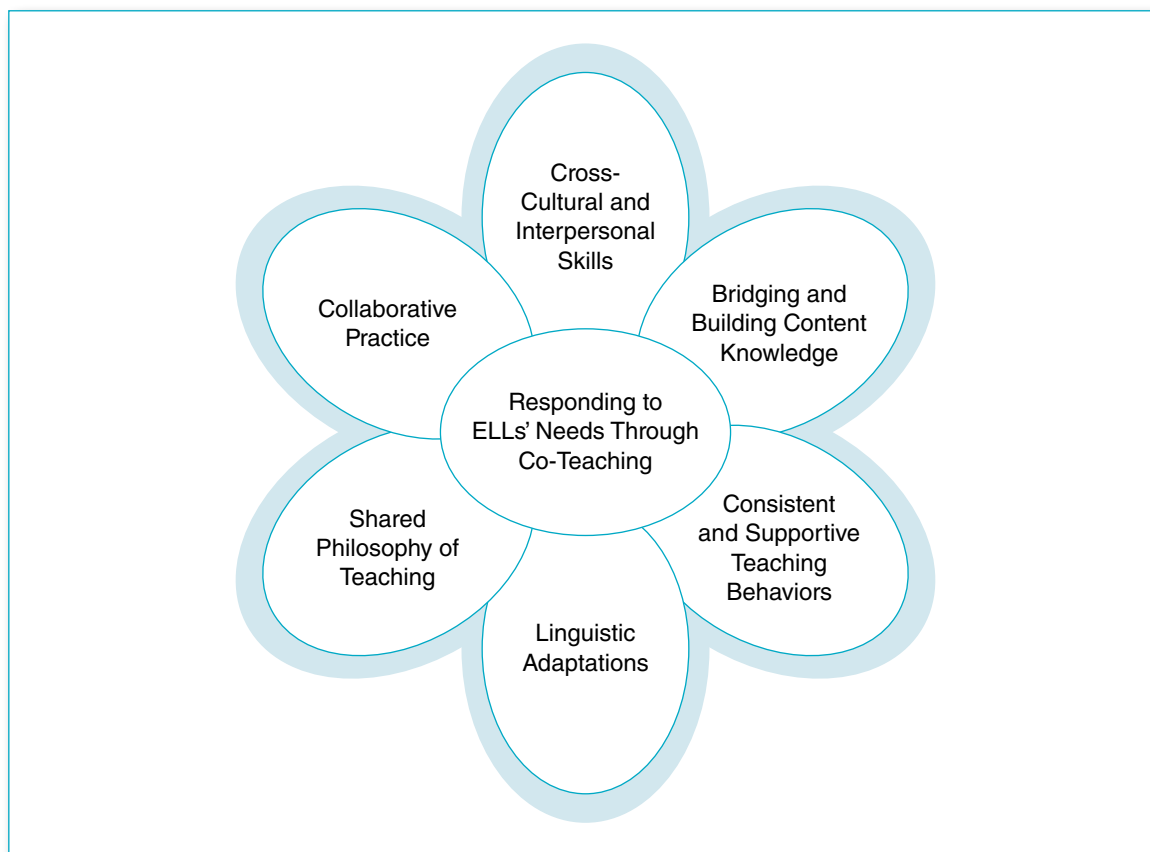 Cross-
Cultural and
Interpersonal
Skills
Bridging and
Building Content
Knowledge
Consistent
and Supportive
Teaching
Behaviors
Linguistic
Adaptations
Shared
Philosophy of
Teaching
Collaborative
Practice
Responding to
ELLs’ Needs Through
Co-Teaching